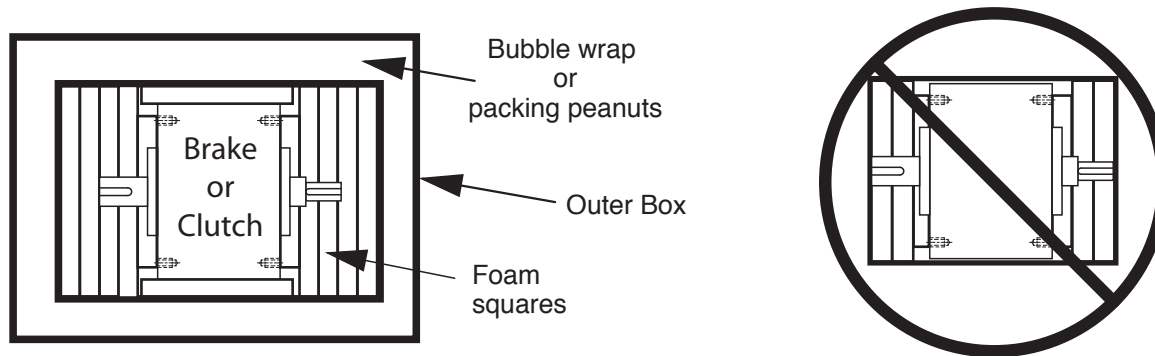 Bubble wrap
or
packing peanuts
Brake
or
Clutch
Outer Box
Foam
squares